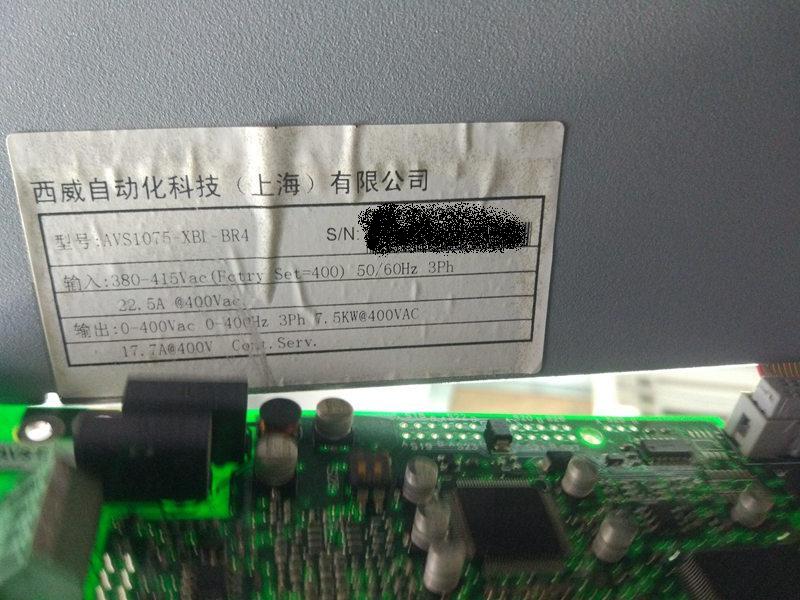 西威自动化科技（上海）有限公司
型号:AVS1075-XBL-BR4 S/N:
输入:380-415Vac(Fctry Set=400) 50/60Hz 3Ph
22.5A @400Vac.
输出:0-400Vac 0-400Hz 3Ph 7.5KW@400VAC
17.7A@400V Cont.Serv.